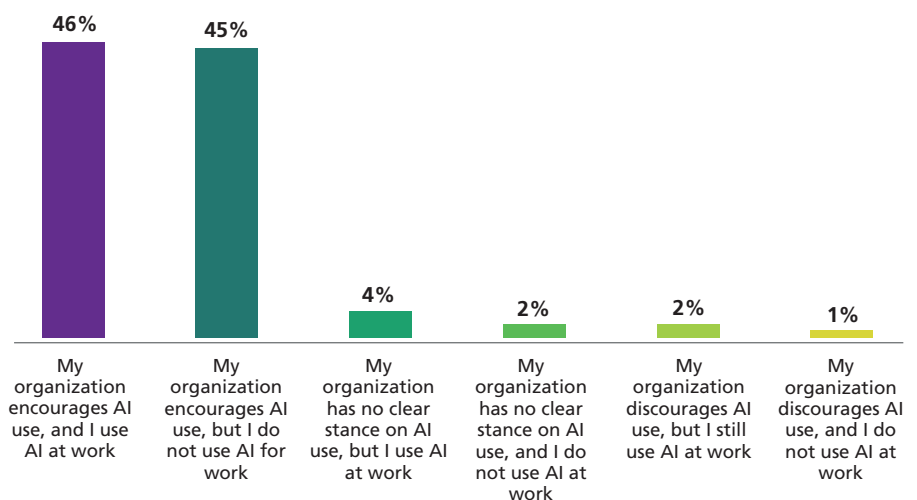 46%
45%
4%
2%
2%
1%
My
organization
encourages AI
use, and I use
AI at work
My
organization
encourages AI
use, but I do
not use AI for
work
My
organization
has no clear
stance on AI
use, but I use
AI at work
My
organization
has no clear
stance on AI
use, and I do
not use AI at
work
My
organization
discourages AI
use, but I still
use AI at work
My
organization
discourages AI
use, and I do
not use AI at
work